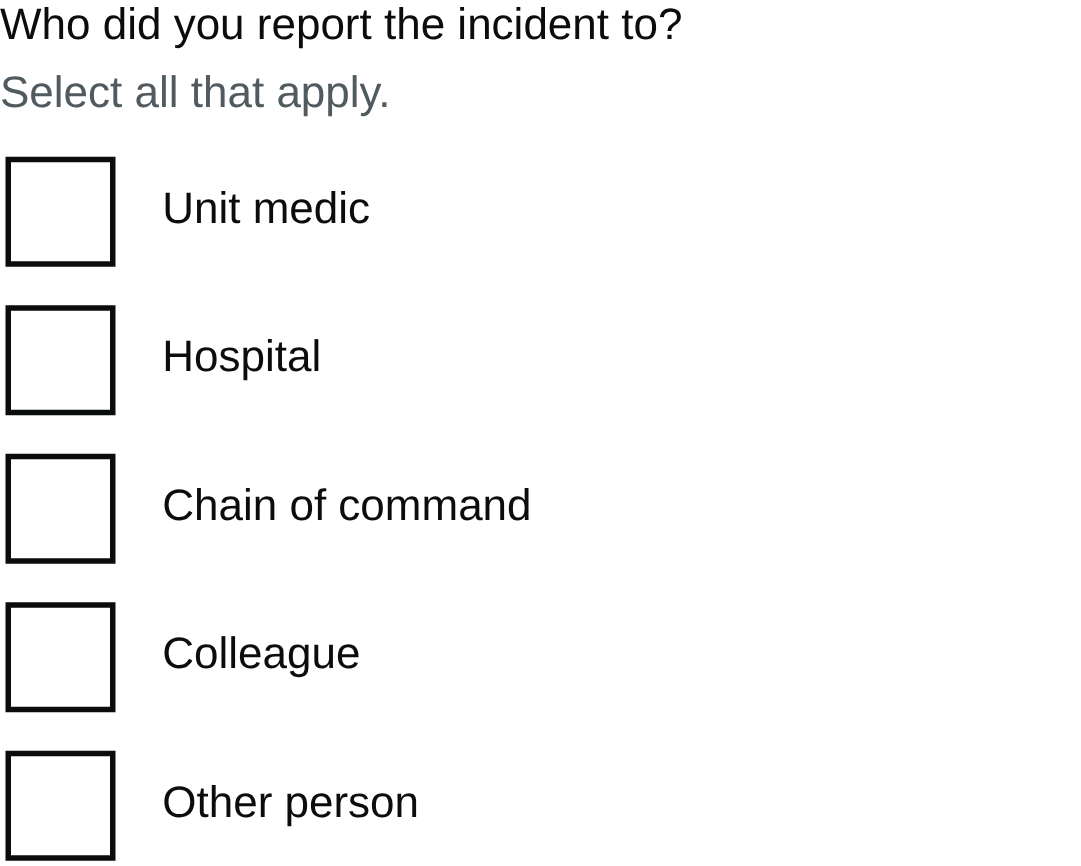 Who did you report the incident to?
Select all that apply.
Unit medic
Hospital
Chain of command
Colleague
Other person